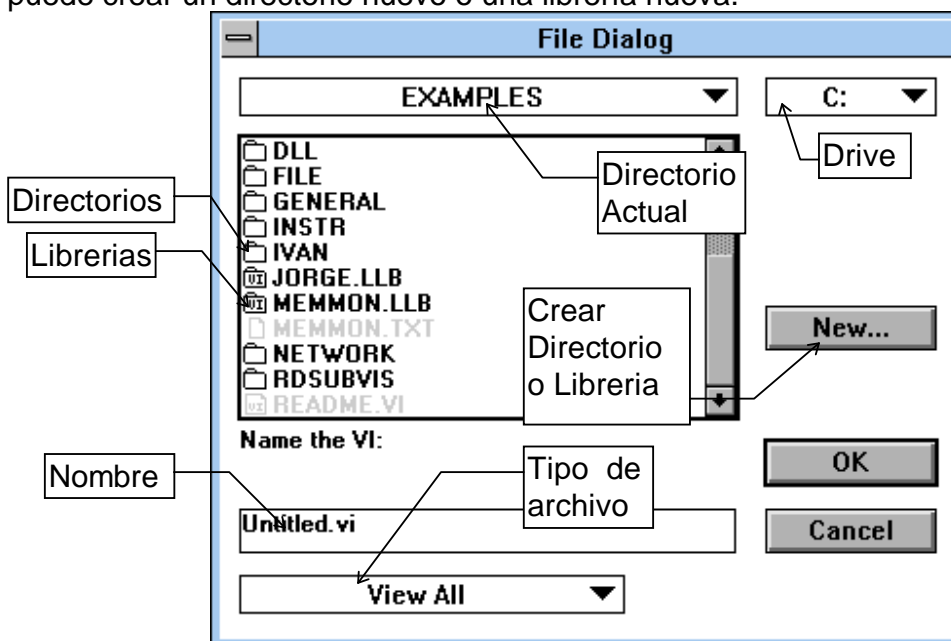 puede crear un directorio nuevo o una librería nueva.
File Dialog
EXAMPLES
C:
DLL
FILE
GENERAL
INSTR
IVAN
JORGE.LLB
MEMMON.LLB
MEMMON.TXT
NETWORK
RDSUBVIS
README.VI
Directorio
Actual
Drive
Directorios
Librerias
Crear
Directorio
o Libreria
New...
Name the VI:
Nombre
Tipo de
archivo
OK
Untitled.vi
Cancel
View All